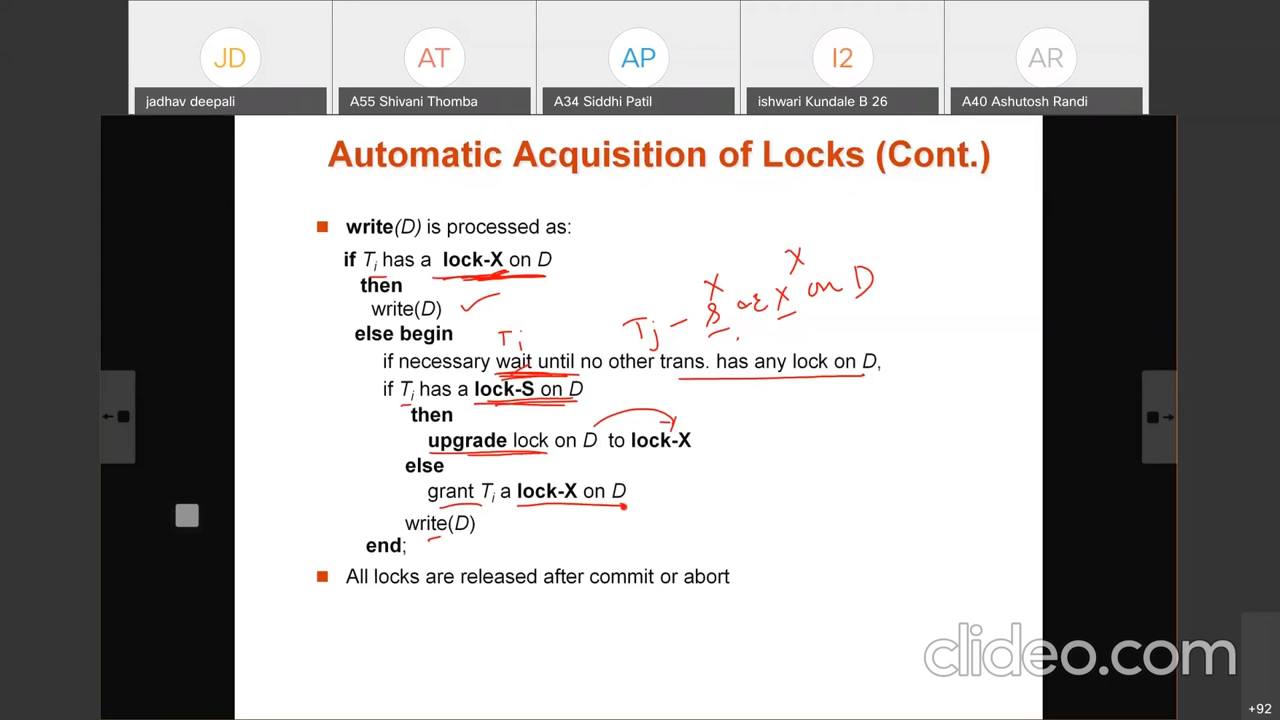 JD
AT
AP
I2
AR
jadhav deepali
A55 Shivani Thomba
A34 Siddhi Patil
ishwari Kundale B 26
A40 Ashutosh Randi
Automatic Acquisition of Locks (Cont.)
write(D) is processed as:
if Ti has a lock-X on D
then
write(D)
else begin
Ti
Tj - S or X on D
X X
if necessary wait until no other trans. has any lock on D,
if Ti has a lock-S on D
then
upgrade lock on D to lock-X
else
grant Ti a lock-X on D
write(D)
end;
All locks are released after commit or abort
clideo.com
+92